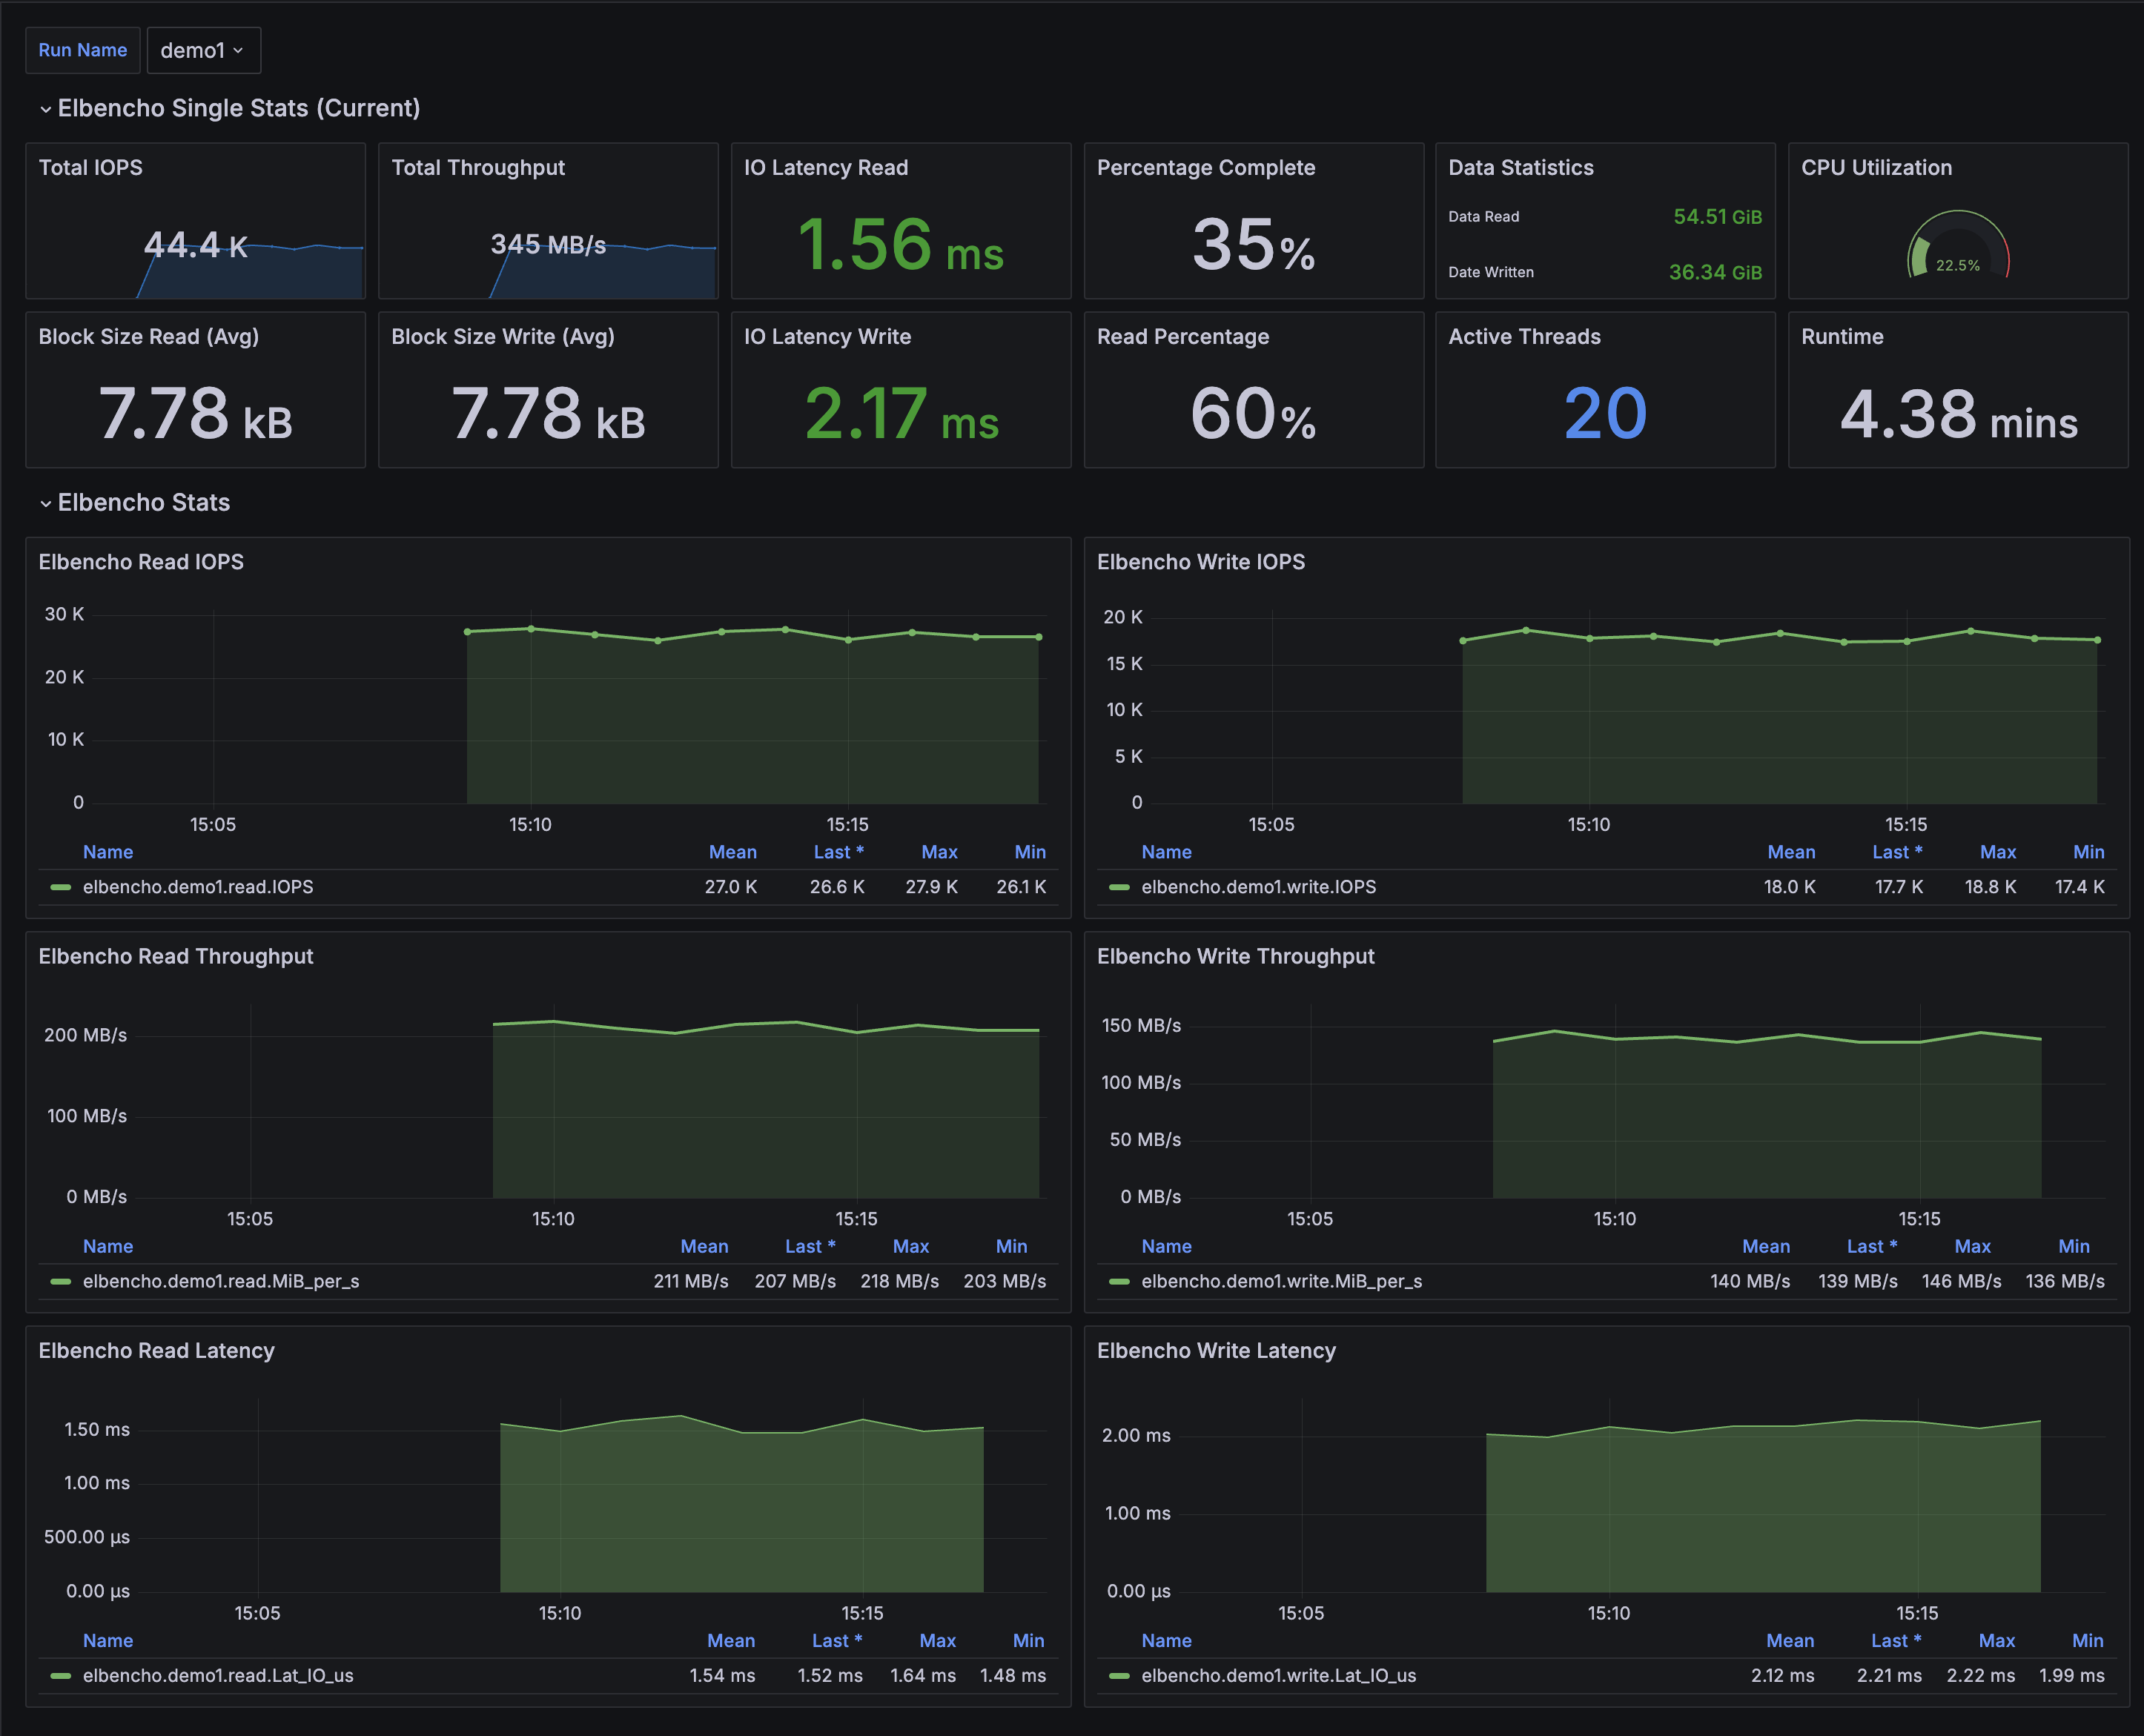 Run Name demo1
Elbencho Single Stats (Current)
Total IOPS
44.4 K
Total Throughput
345 MB/s
IO Latency Read
1.56 ms
Percentage Complete
35%
Data Statistics
Data Read 54.51 GiB
Date Written 36.34 GiB
CPU Utilization
22.5%
Block Size Read (Avg)
7.78 kB
Block Size Write (Avg)
7.78 kB
IO Latency Write
2.17 ms
Read Percentage
60%
Active Threads
20
Runtime
4.38 mins
Elbencho Stats
Elbencho Read IOPS
30 K
20 K
10 K
0
15:05 15:10 15:15
Name Mean Last * Max Min
elbencho.demo1.read.IOPS 27.0 K 26.6 K 27.9 K 26.1 K
Elbencho Write IOPS
20 K
15 K
10 K
5 K
0
15:05 15:10 15:15
Name Mean Last * Max Min
elbencho.demo1.write.IOPS 18.0 K 17.7 K 18.8 K 17.4 K
Elbencho Read Throughput
200 MB/s
100 MB/s
0 MB/s
15:05 15:10 15:15
Name Mean Last * Max Min
elbencho.demo1.read.MiB_per_s 211 MB/s 207 MB/s 218 MB/s 203 MB/s
Elbencho Write Throughput
150 MB/s
100 MB/s
50 MB/s
0 MB/s
15:05 15:10 15:15
Name Mean Last * Max Min
elbencho.demo1.write.MiB_per_s 140 MB/s 139 MB/s 146 MB/s 136 MB/s
Elbencho Read Latency
1.50 ms
1.00 ms
500.00 µs
0.00 µs
15:05 15:10 15:15
Name Mean Last * Max Min
elbencho.demo1.read.Lat_IO_us 1.54 ms 1.52 ms 1.64 ms 1.48 ms
Elbencho Write Latency
2.00 ms
1.00 ms
0.00 µs
15:05 15:10 15:15
Name Mean Last * Max Min
elbencho.demo1.write.Lat_IO_us 2.12 ms 2.21 ms 2.22 ms 1.99 ms